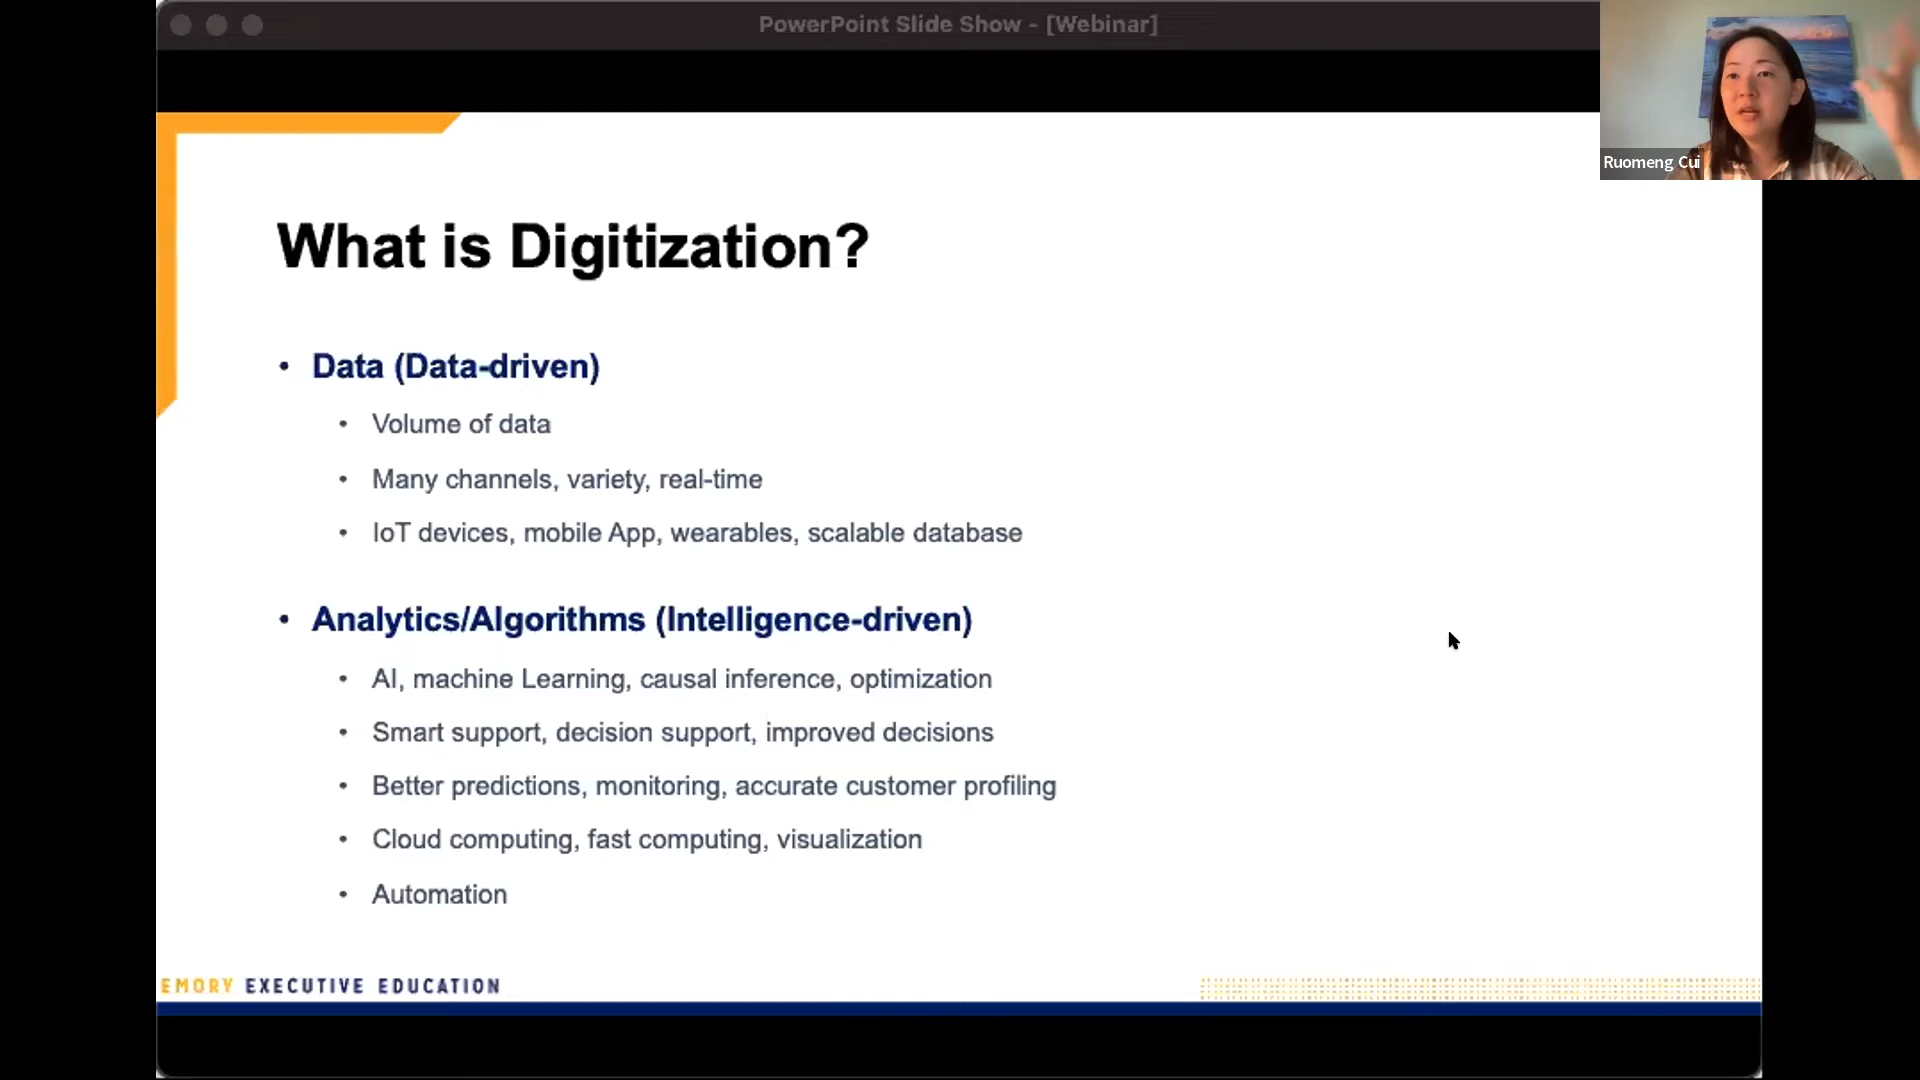 PowerPoint Slide Show - [Webinar]
Ruomeng Cui
What is Digitization?
• Data (Data-driven)
• Volume of data
• Many channels, variety, real-time
• IoT devices, mobile App, wearables, scalable database
• Analytics/Algorithms (Intelligence-driven)
• AI, machine Learning, causal inference, optimization
• Smart support, decision support, improved decisions
• Better predictions, monitoring, accurate customer profiling
• Cloud computing, fast computing, visualization
• Automation
EMORY EXECUTIVE EDUCATION